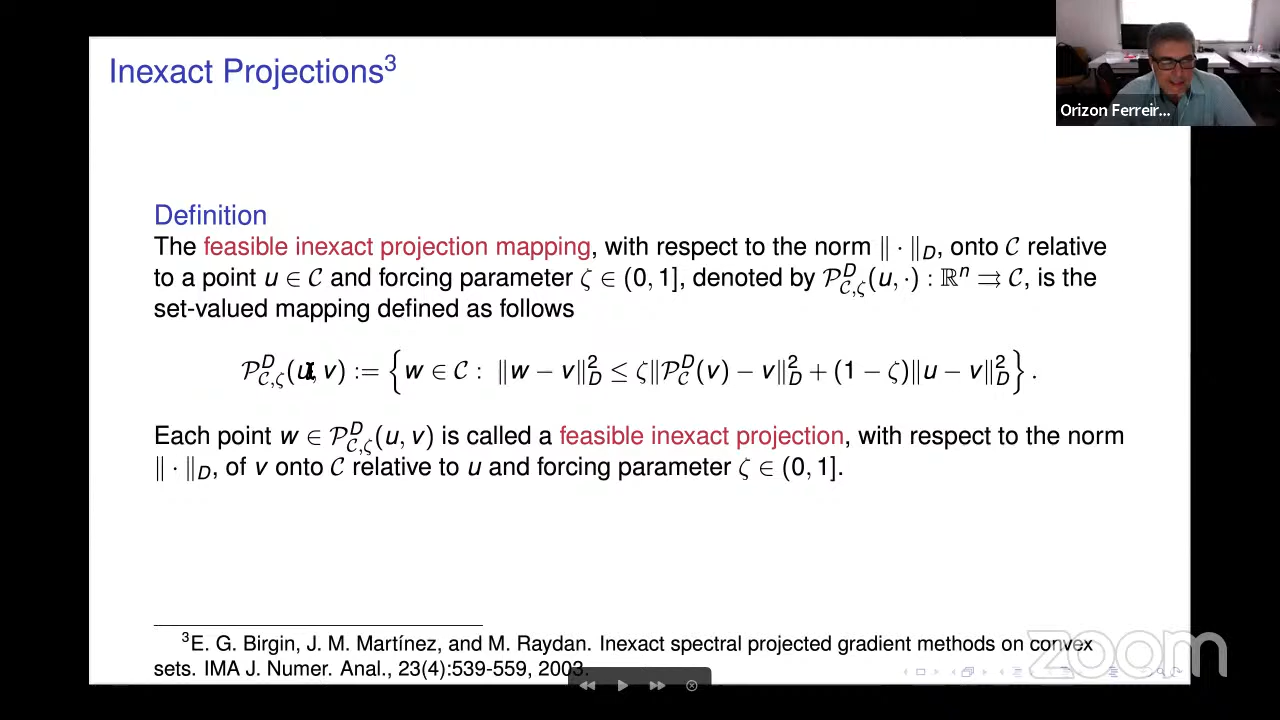 Inexact Projections³
Orizon Ferreir...
Definition
The feasible inexact projection mapping, with respect to the norm ‖ · ‖_D, onto 𝒞 relative
to a point u ∈ 𝒞 and forcing parameter ζ ∈ (0, 1], denoted by 𝒫^D_{𝒞,ζ}(u, ·) : ℝⁿ ⇉ 𝒞, is the
set-valued mapping defined as follows
𝒫^D_{𝒞,ζ}(u, v) := { w ∈ 𝒞 : ‖w − v‖²_D ≤ ζ‖𝒫^D_𝒞(v) − v‖²_D + (1 − ζ)‖u − v‖²_D } .
Each point w ∈ 𝒫^D_{𝒞,ζ}(u, v) is called a feasible inexact projection, with respect to the norm
‖ · ‖_D, of v onto 𝒞 relative to u and forcing parameter ζ ∈ (0, 1].
³E. G. Birgin, J. M. Martínez, and M. Raydan. Inexact spectral projected gradient methods on convex
sets. IMA J. Numer. Anal., 23(4):539-559, 2003.
zoom